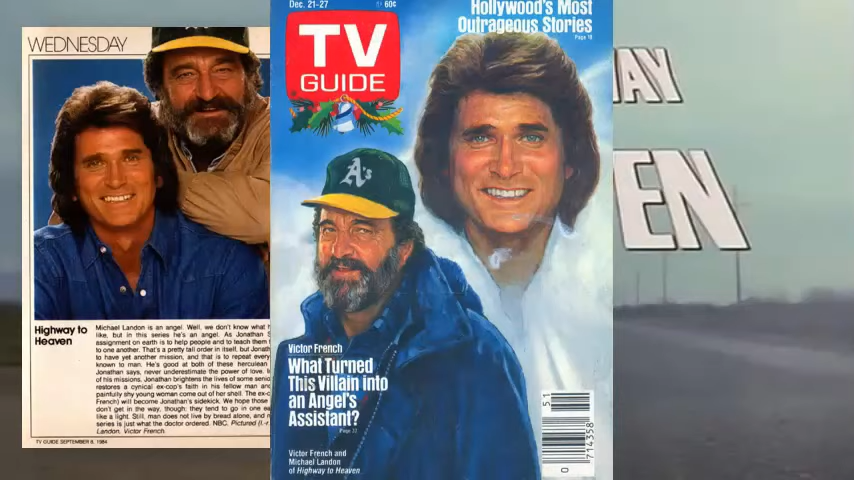 WEDNESDAY
Highway to
Heaven
Michael Landon is an angel. Well, we don't know what
like, but in this series he's an angel. As Jonathan S
assignment on earth is to help people and to teach them
to one another. That's a pretty tall order in itself, but Jonath
to have yet another mission, and that is to repeat every
known to man. He's good at both of these herculean
Jonathan says, never underestimate the power of love. I
of his missions. Jonathan brightens the lives of some senio
restores a cynical ex-cop's faith in his fellow man an
painfully shy young woman come out of her shell. The ex-c
French) will become Jonathan's sidekick. We hope those
don't get in the way, though: they tend to go in one ea
like a light. Still, man does not live by bread alone, and
series is just what the doctor ordered. NBC. Pictured (l.-r.
Landon, Victor French.
TV GUIDE SEPTEMBER 8, 1984
Dec. 21-27
60¢
TV
GUIDE
Hollywood's Most
Outrageous Stories
Page 18
A's
Victor French
What Turned
This Villain into
an Angel's
Assistant?
Page 33
Victor French and
Michael Landon
of Highway to Heaven
51
0
714358
AY
EN